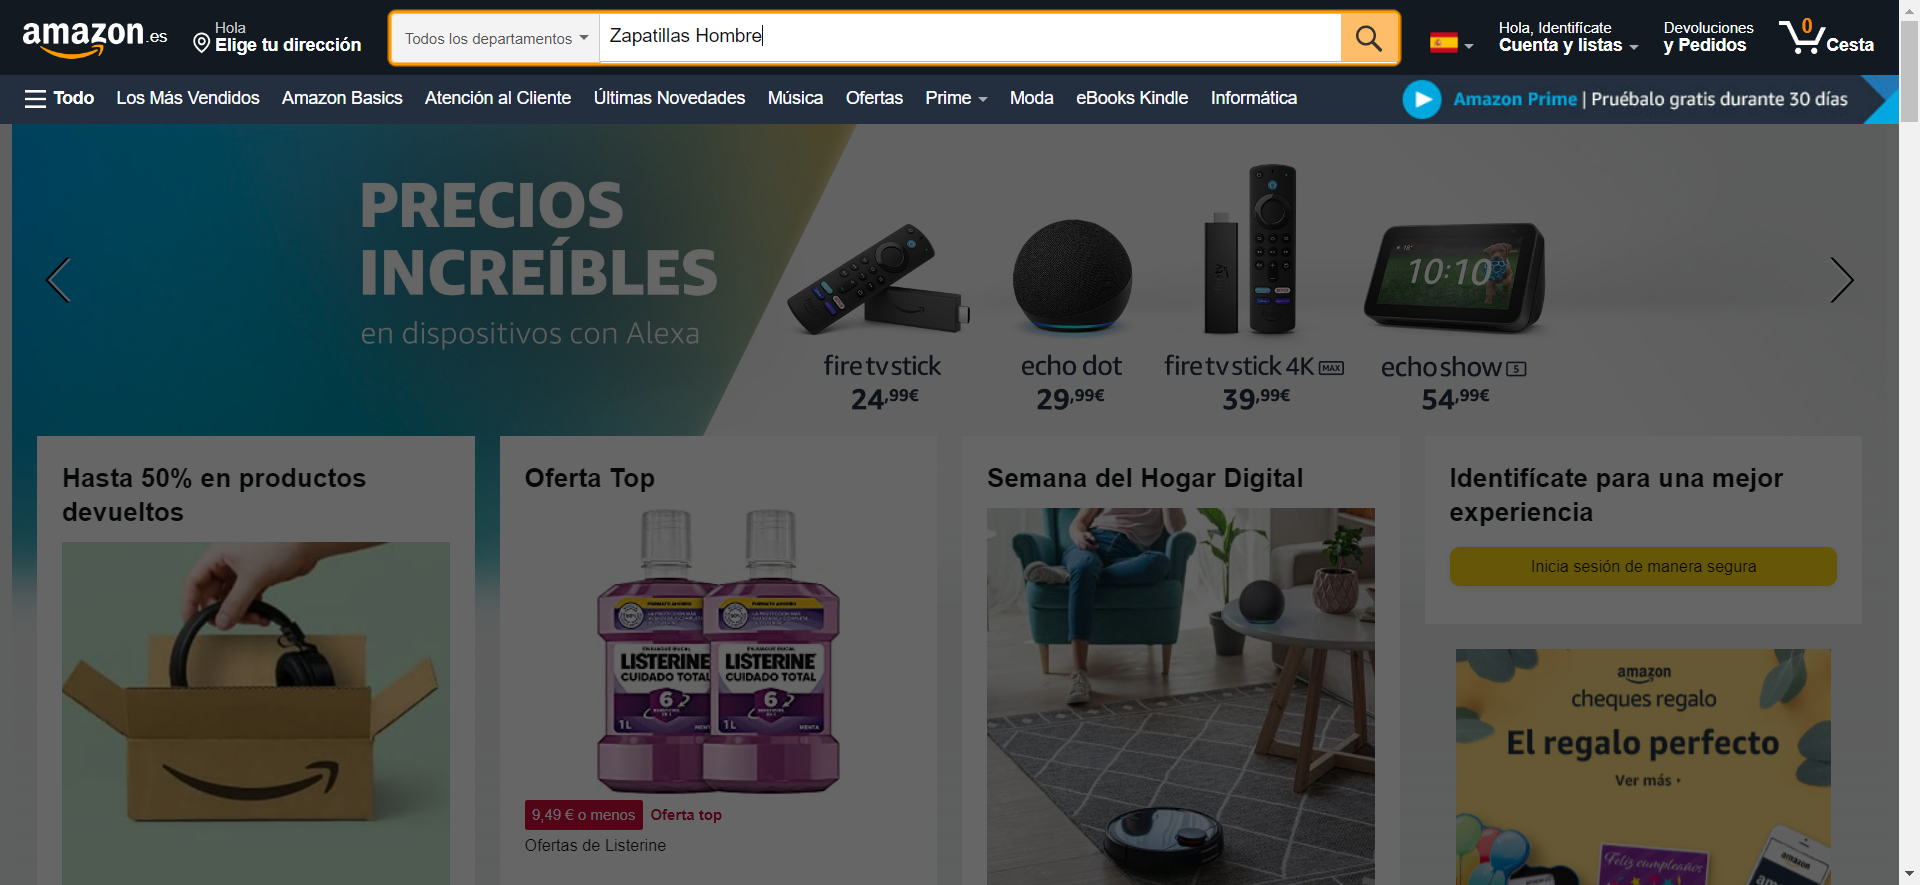 amazon.es
Hola
Elige tu dirección
Todos los departamentos
Zapatillas Hombre
Hola, Identifícate
Cuenta y listas
Devoluciones
y Pedidos
0
Cesta
Todo
Los Más Vendidos
Amazon Basics
Atención al Cliente
Últimas Novedades
Música
Ofertas
Prime
Moda
eBooks Kindle
Informática
Amazon Prime | Pruébalo gratis durante 30 días
PRECIOS
INCREÍBLES
en dispositivos con Alexa
10:10
fire tv stick
24,99€
echo dot
29,99€
fire tv stick 4K MAX
39,99€
echo show 5
54,99€
Hasta 50% en productos
devueltos
Oferta Top
LISTERINE
CUIDADO TOTAL
6
1L
LISTERINE
CUIDADO TOTAL
6
1L
MENTA
9,49 € o menos
Oferta top
Ofertas de Listerine
Semana del Hogar Digital
Identifícate para una mejor
experiencia
Inicia sesión de manera segura
amazon
cheques regalo
El regalo perfecto
Ver más
Feliz cumpleaños
amazon